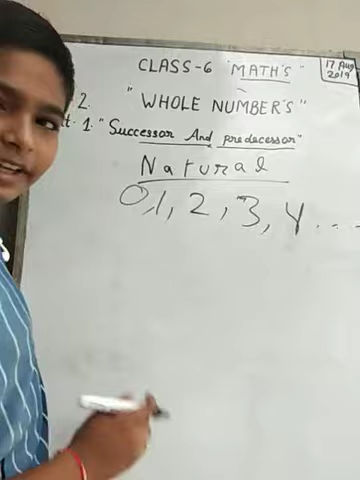 CLASS-6 "MATH'S"
17 Aug
2019
2. "WHOLE NUMBER'S"
1. "Successor And predecessor"
Natural
0,1,2,3,4....